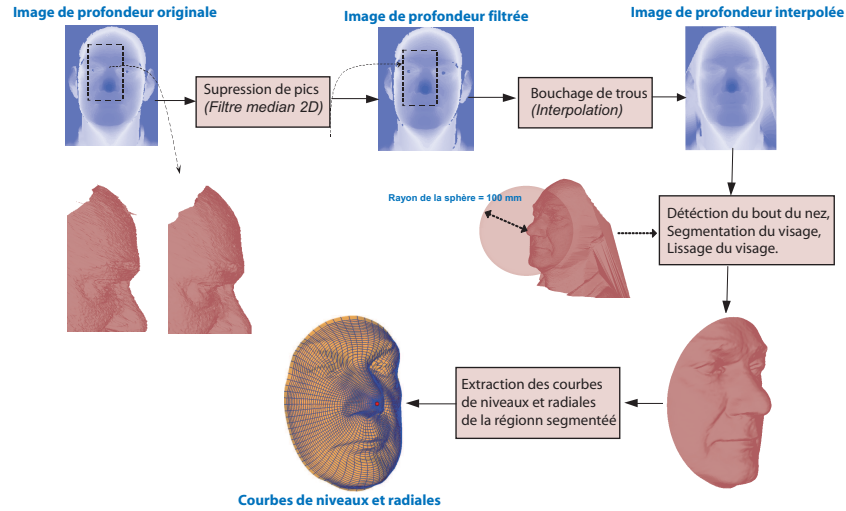 Image de profondeur originale
Image de profondeur filtrée
Image de profondeur interpolée
Supression de pics
(Filtre median 2D)
Bouchage de trous
(Interpolation)
Rayon de la sphère = 100 mm
Détéction du bout du nez,
Segmentation du visage,
Lissage du visage.
Extraction des courbes
de niveaux et radiales
de la régionn segmentéé
Courbes de niveaux et radiales